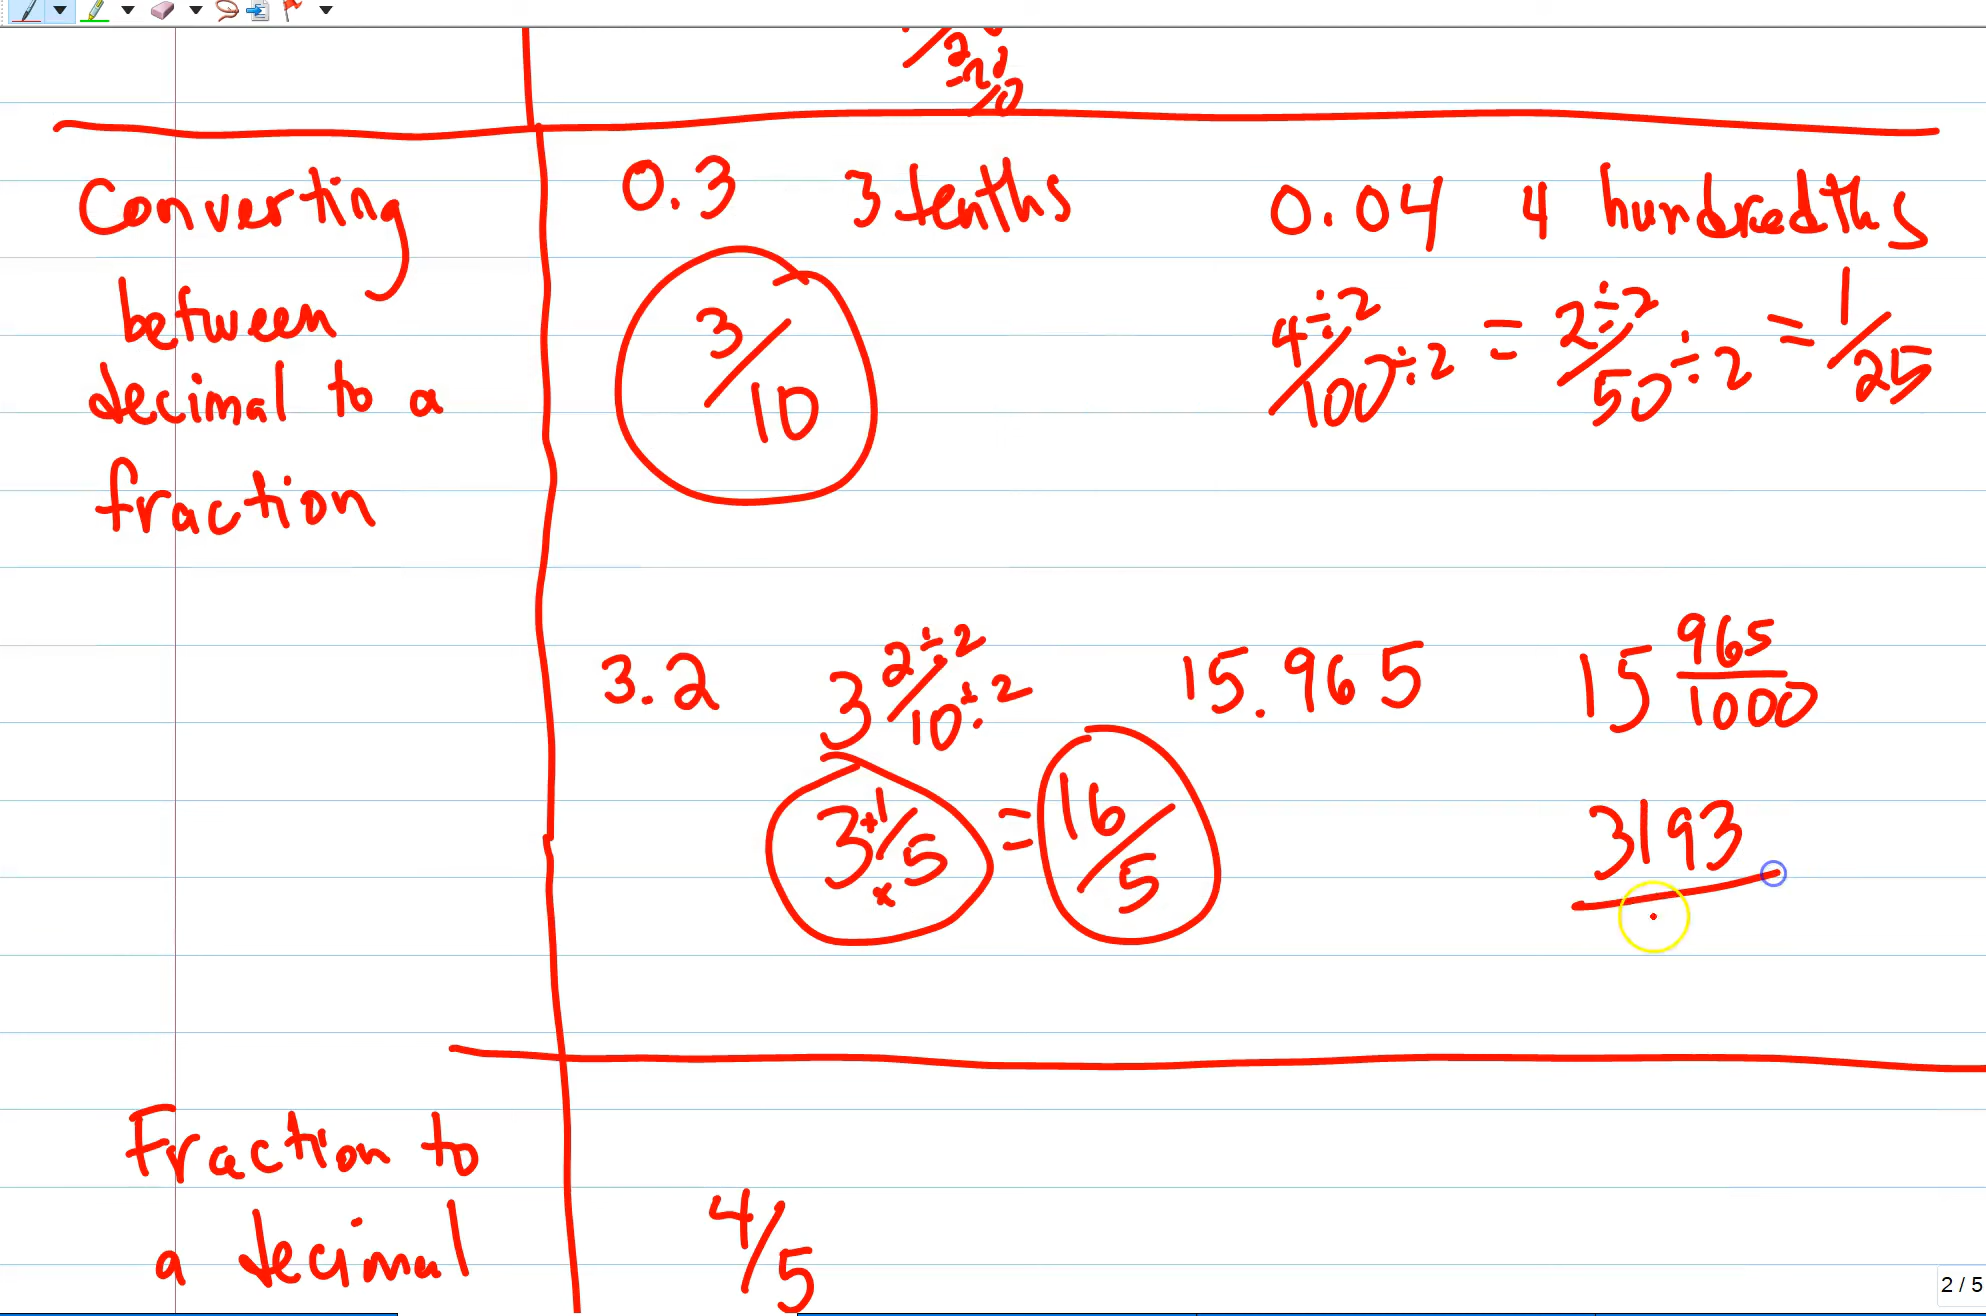 Converting
between
decimal to a
fraction
0.3 3 tenths
3/10
0.04 4 hundredths
4÷2/100÷2 = 2÷2/50÷2 = 1/25
3.2 3 2÷2/10÷2
3+1/×5 = 16/5
15.965 15 965/1000
3193
Fraction to
a decimal
4/5
2 / 5